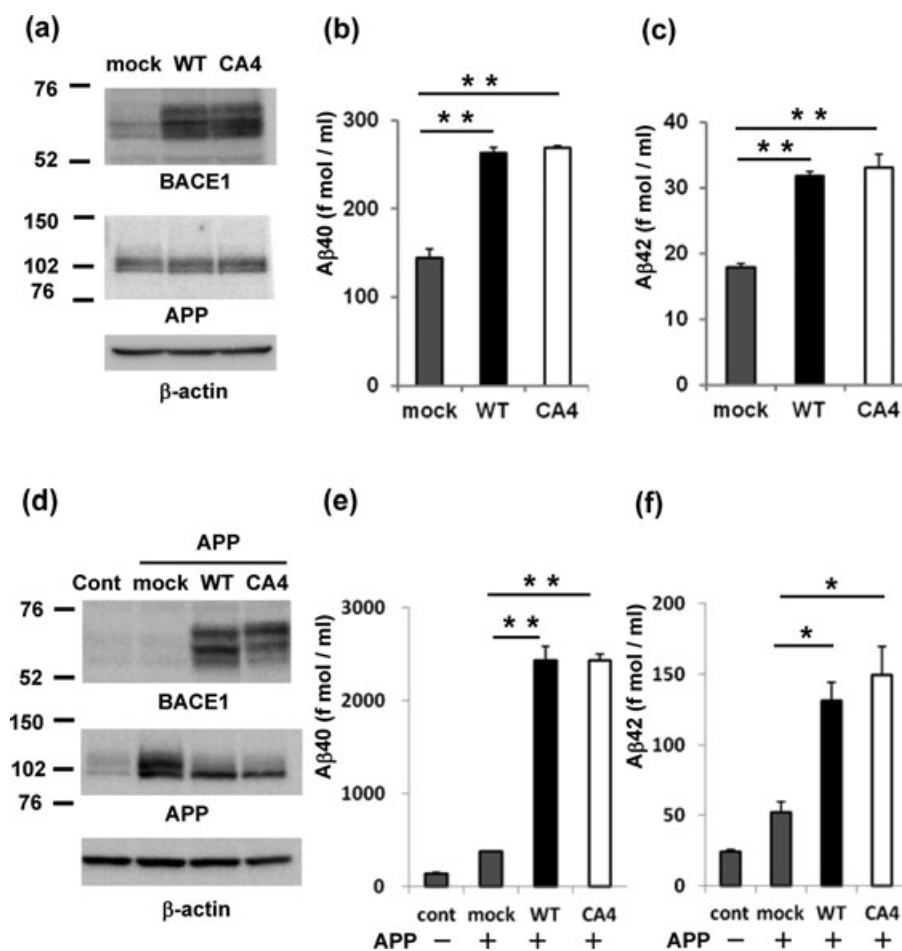 (a)
mock WT CA4
76
52
BACE1
150
102
76
APP
β-actin
(b)
* *
* *
Aβ40 (f mol / ml)
300
200
100
0
mock WT CA4
(c)
* *
* *
Aβ42 (f mol / ml)
40
30
20
10
0
mock WT CA4
(d)
APP
Cont mock WT CA4
76
52
BACE1
150
102
76
APP
β-actin
(e)
* *
* *
Aβ40 (f mol / ml)
3000
2000
1000
0
cont mock WT CA4
APP − + + +
(f)
*
*
Aβ42 (f mol / ml)
200
150
100
50
0
cont mock WT CA4
APP − + + +